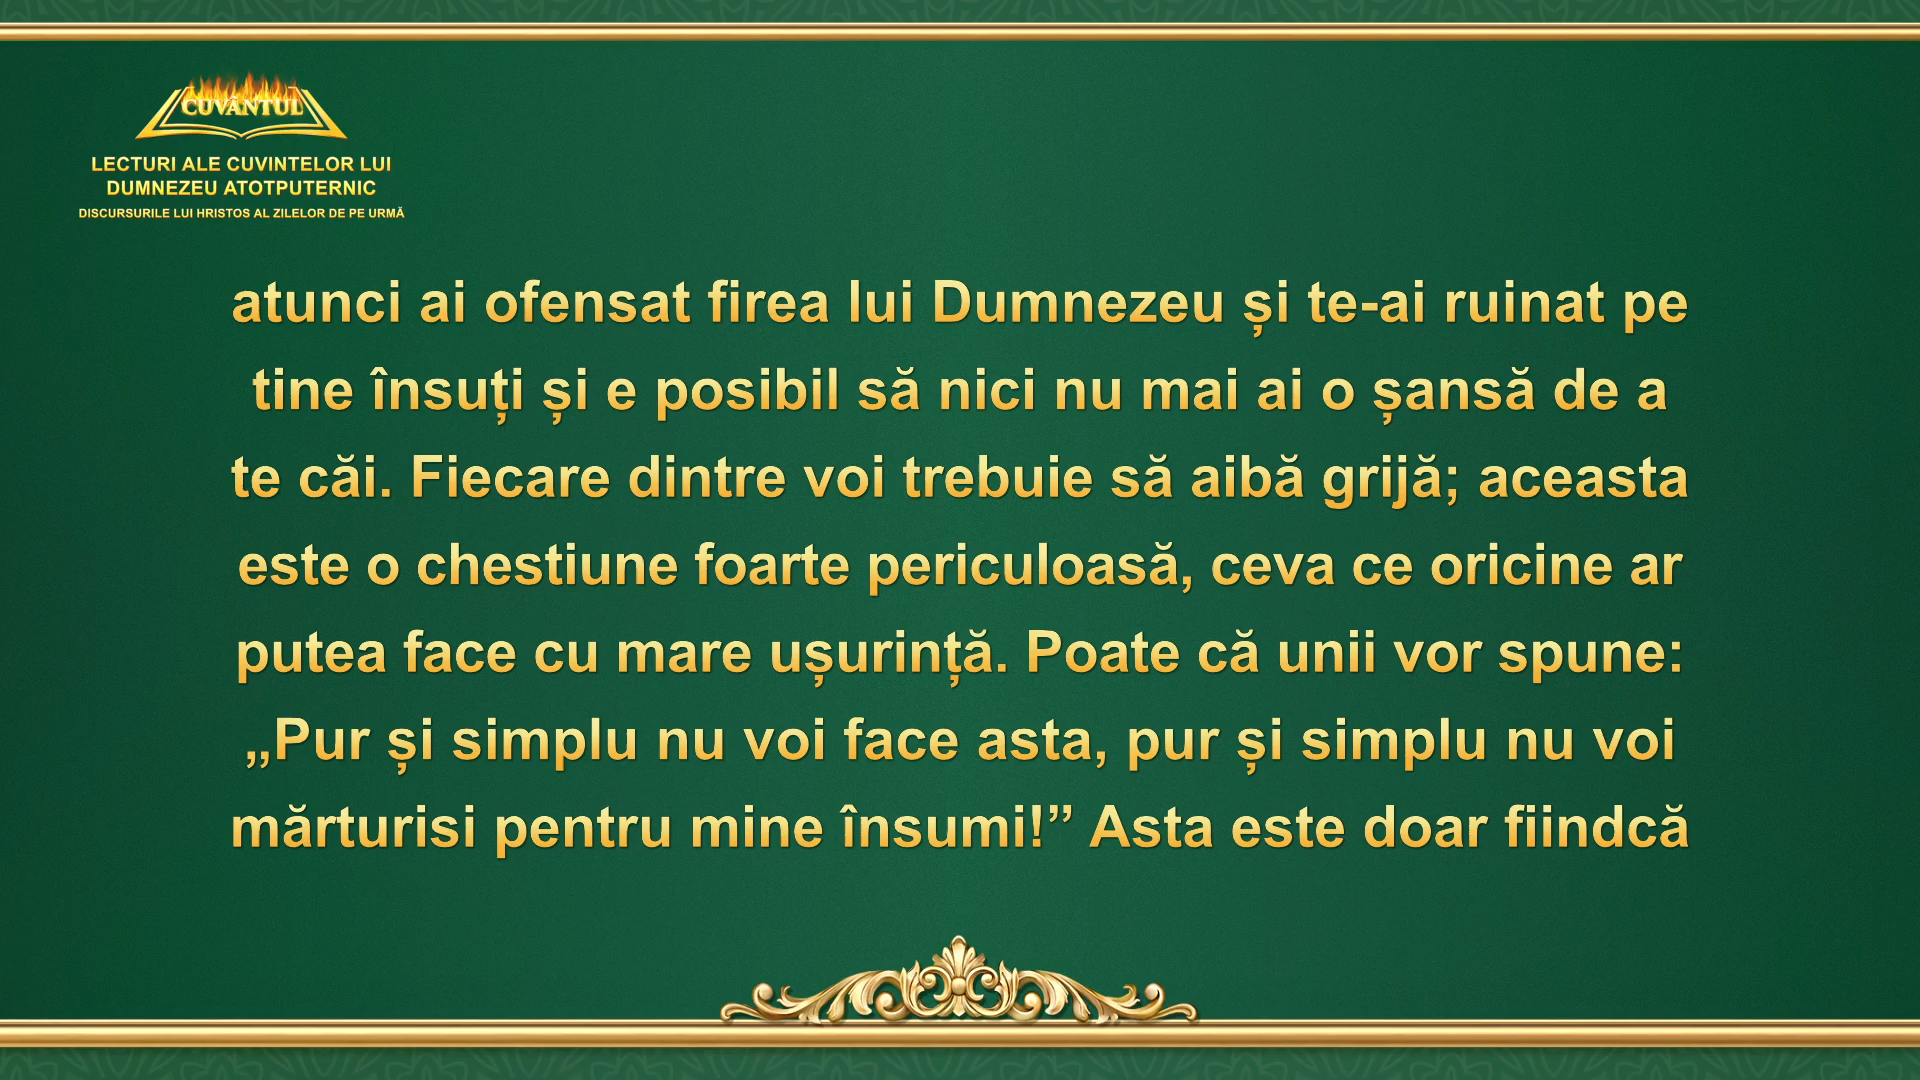 CUVÂNTUL
LECTURI ALE CUVINTELOR LUI
DUMNEZEU ATOTPUTERNIC
DISCURSURILE LUI HRISTOS AL ZILELOR DE PE URMĂ
atunci ai ofensat firea lui Dumnezeu și te-ai ruinat pe
tine însuți și e posibil să nici nu mai ai o șansă de a
te căi. Fiecare dintre voi trebuie să aibă grijă; aceasta
este o chestiune foarte periculoasă, ceva ce oricine ar
putea face cu mare ușurință. Poate că unii vor spune:
„Pur și simplu nu voi face asta, pur și simplu nu voi
mărturisi pentru mine însumi!” Asta este doar fiindcă